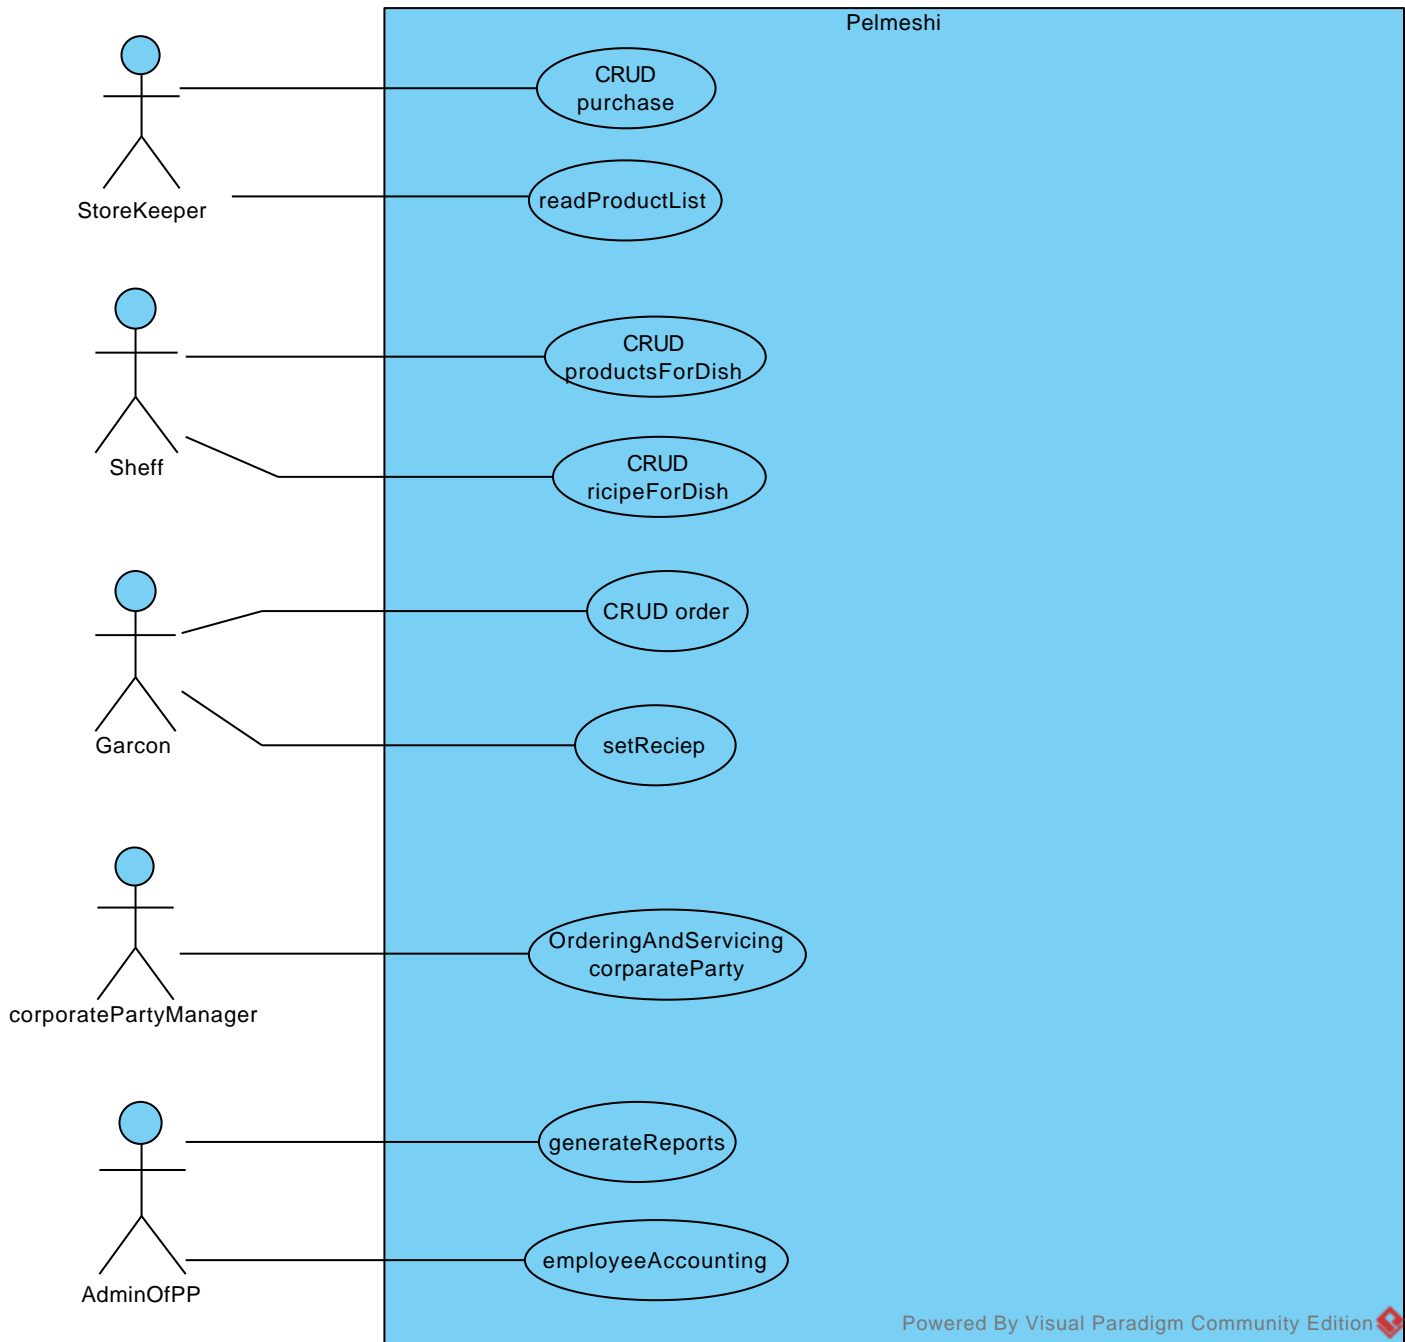 Pelmeshi
CRUD
purchase
StoreKeeper
readProductList
CRUD
productsForDish
Sheff
CRUD
ricipeForDish
CRUD order
Garcon
setReciep
OrderingAndServicing
corparateParty
corporatePartyManager
generateReports
employeeAccounting
AdminOfPP
Powered By Visual Paradigm Community Edition